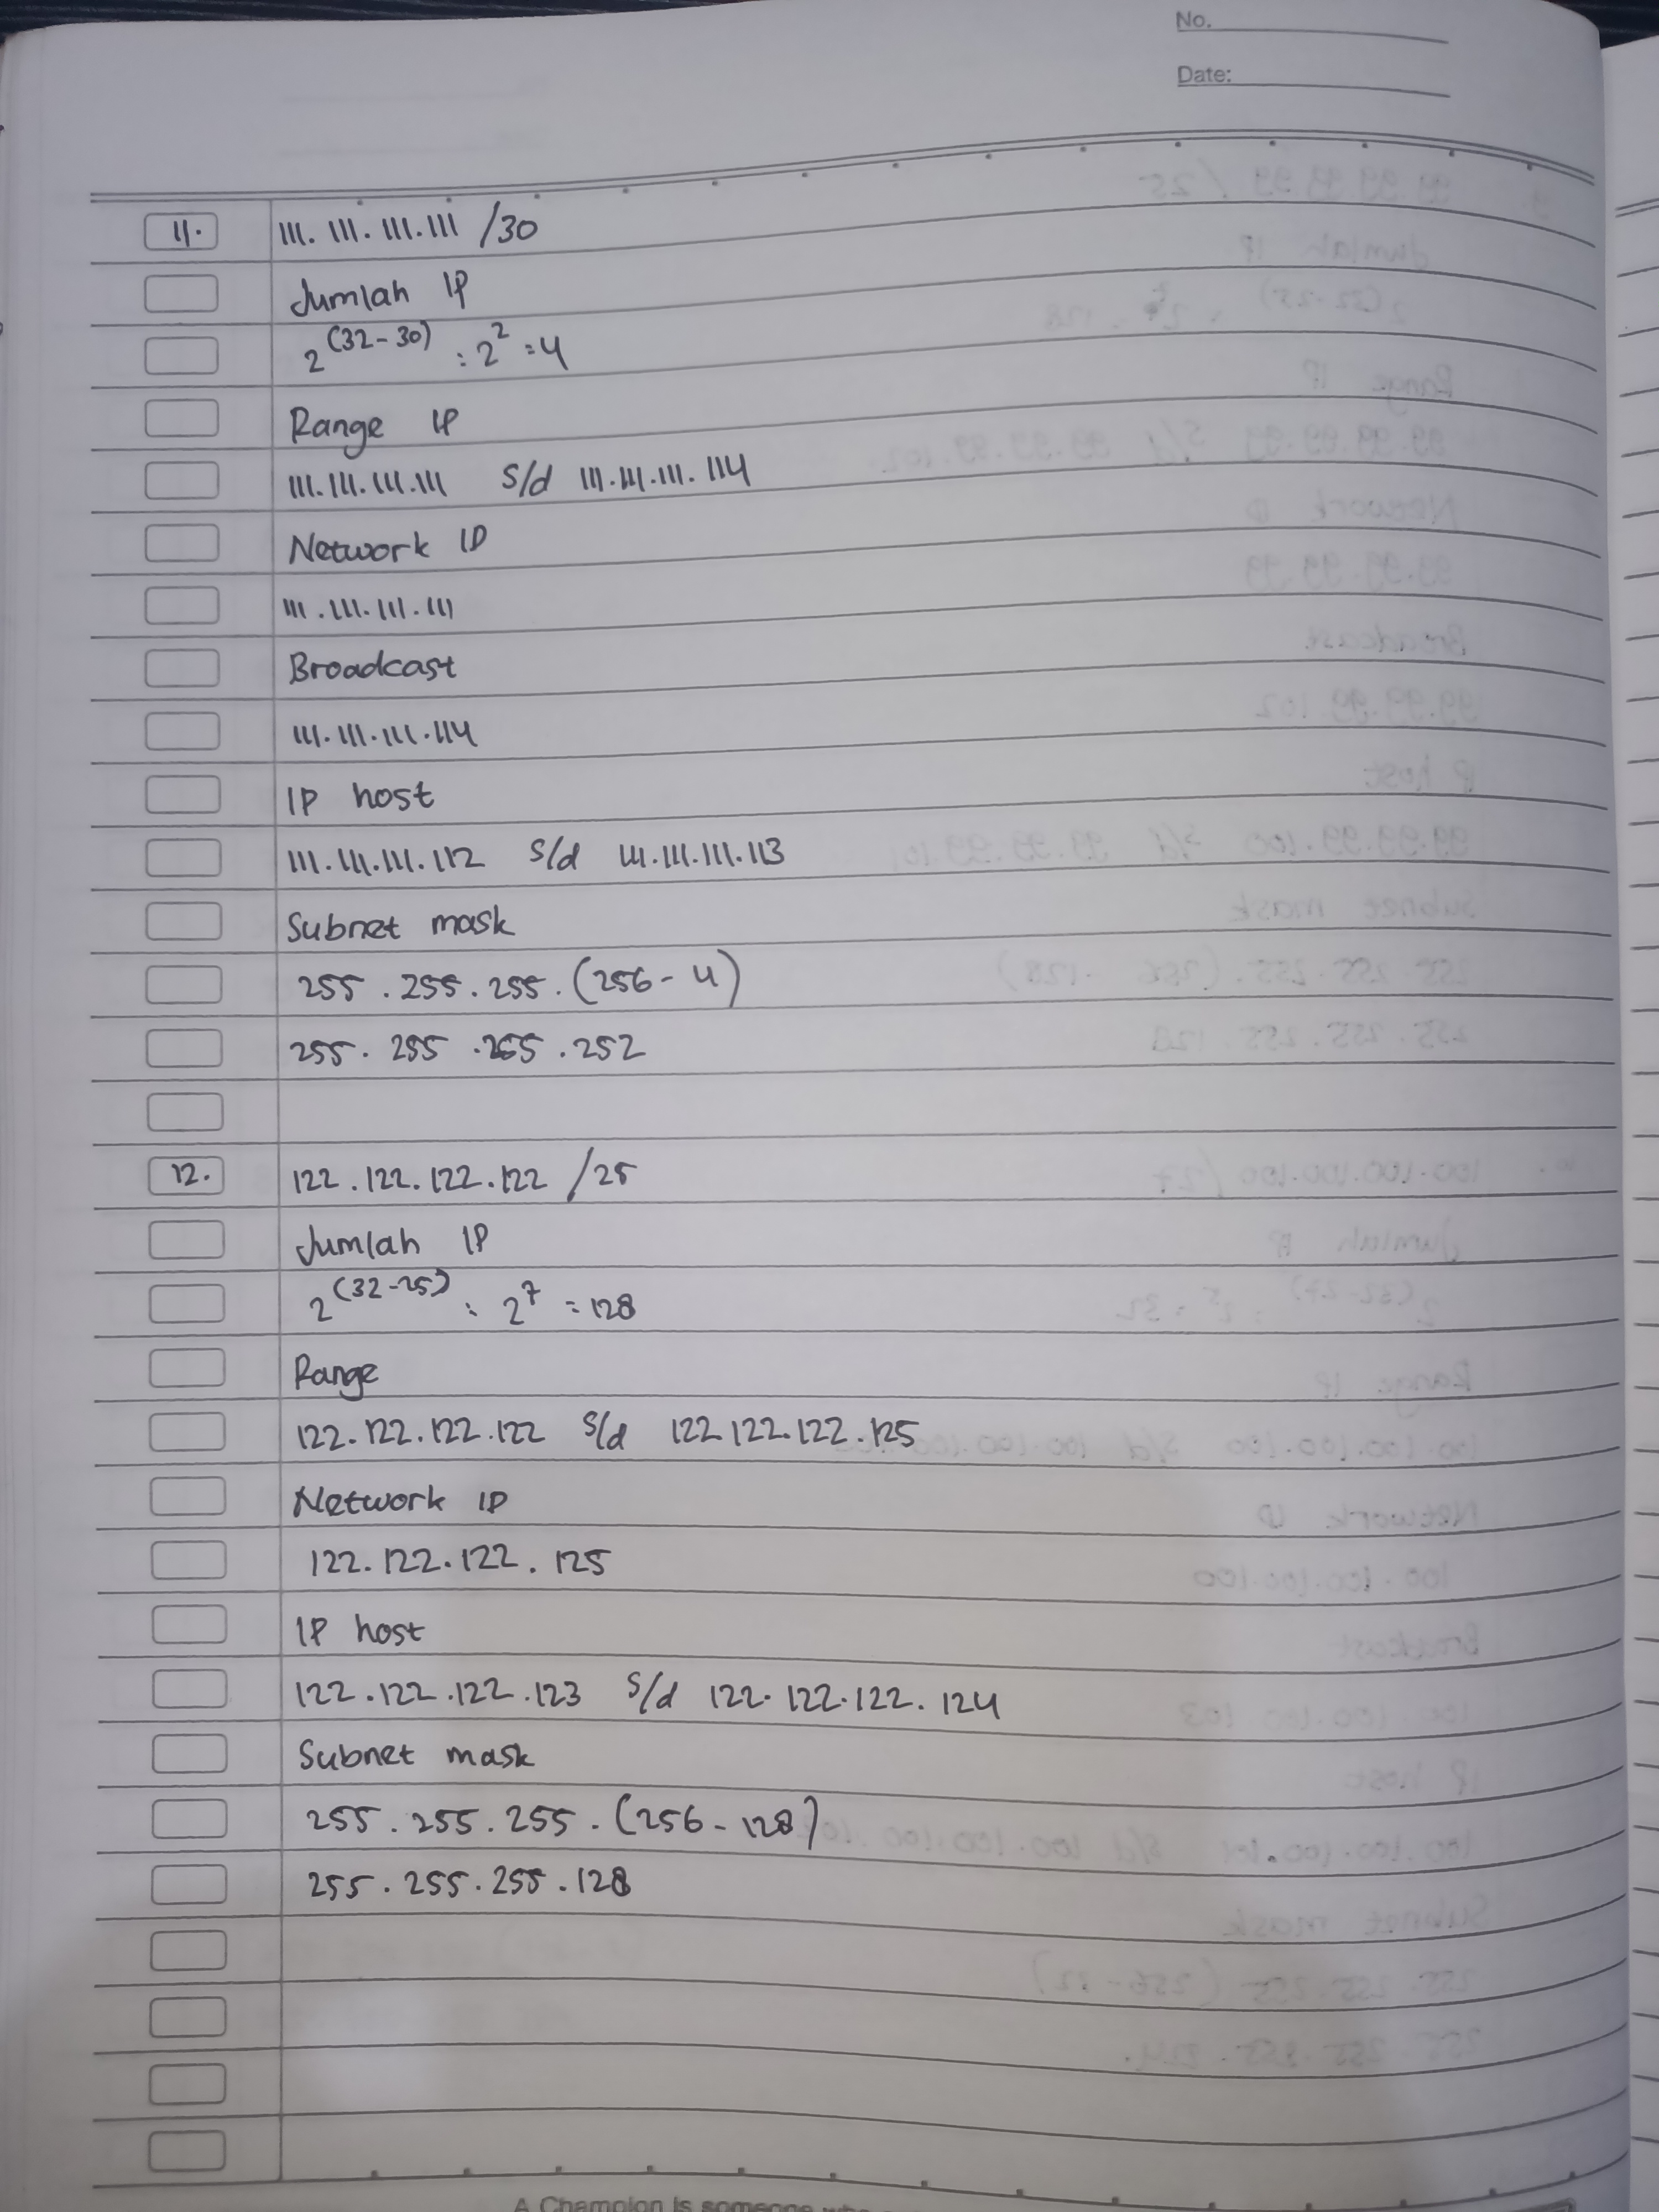 No.
Date:
11. 111.111.111.111 /30
Jumlah IP
2^(32-30) : 2^2 = 4
Range IP
111.111.111.111 s/d 111.111.111.114
Network ID
111.111.111.111
Broadcast
111.111.111.114
IP host
111.111.111.112 s/d 111.111.111.113
Subnet mask
255.255.255.(256-4)
255.255.255.252
12. 122.122.122.122 /25
Jumlah IP
2^(32-25) : 2^7 = 128
Range
122.122.122.122 s/d 122.122.122.125
Network ID
122.122.122.125
IP host
122.122.122.123 s/d 122.122.122.124
Subnet mask
255.255.255.(256-128)
255.255.255.128
A Champion is someone who